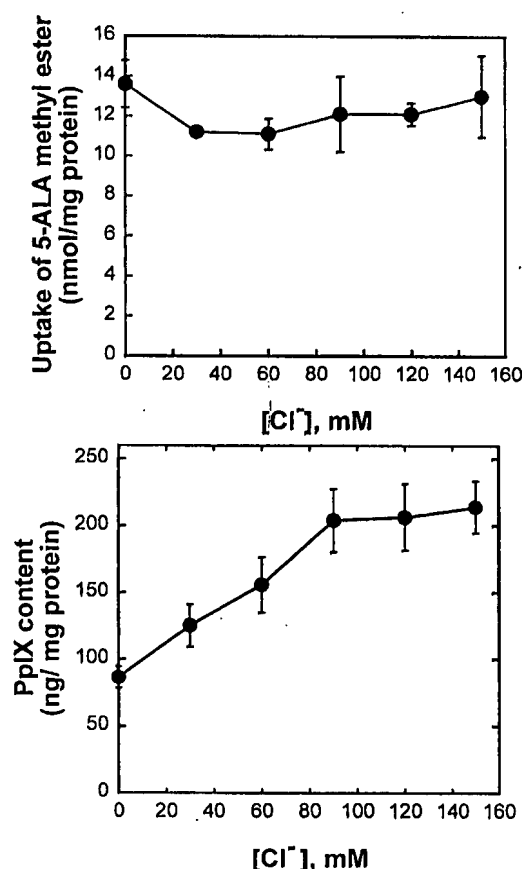 Uptake of 5-ALA methyl ester
(nmol/mg protein)
16
14
12
10
8
6
4
2
0
0 20 40 60 80 100 120 140 160
[Cl⁻], mM
PpIX content
(ng/ mg protein)
250
200
150
100
50
0
0 20 40 60 80 100 120 140 160
[Cl⁻], mM